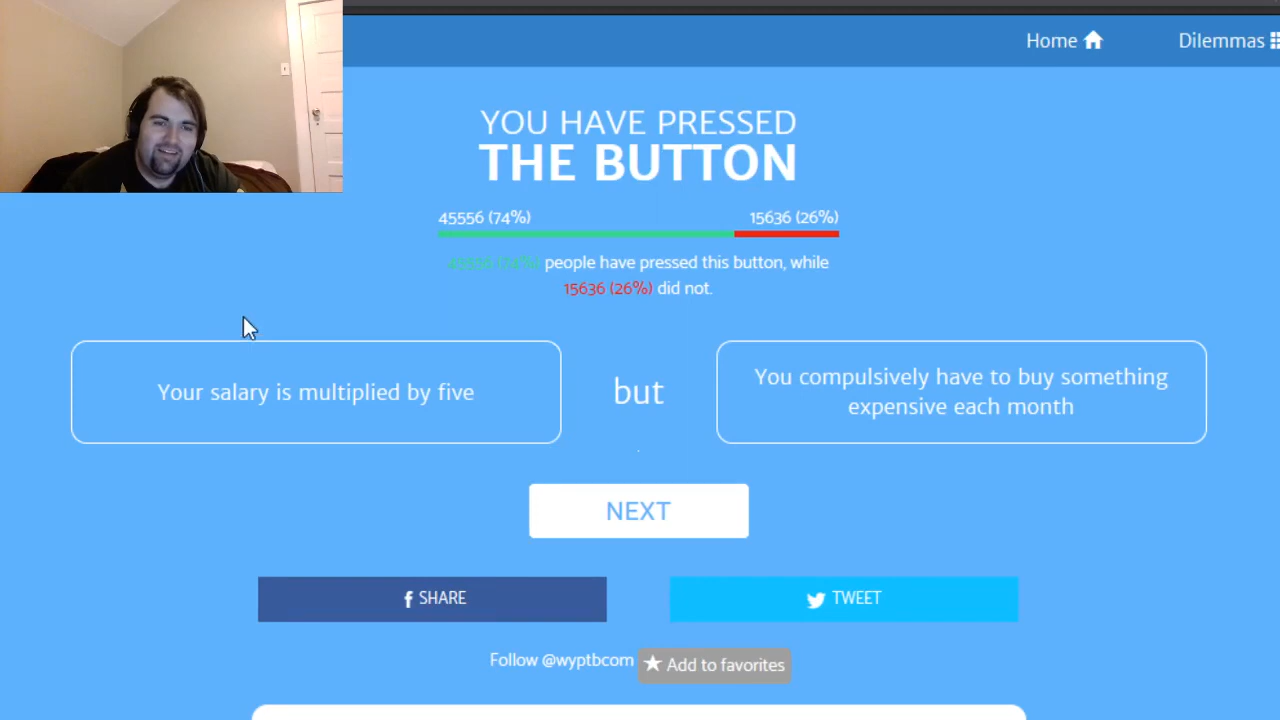 Home
Dilemmas
YOU HAVE PRESSED
THE BUTTON
45556 (74%)
15636 (26%)
45556 (74%) people have pressed this button, while
15636 (26%) did not.
Your salary is multiplied by five
but
You compulsively have to buy something
expensive each month
NEXT
f SHARE
TWEET
Follow @wyptbcom
Add to favorites